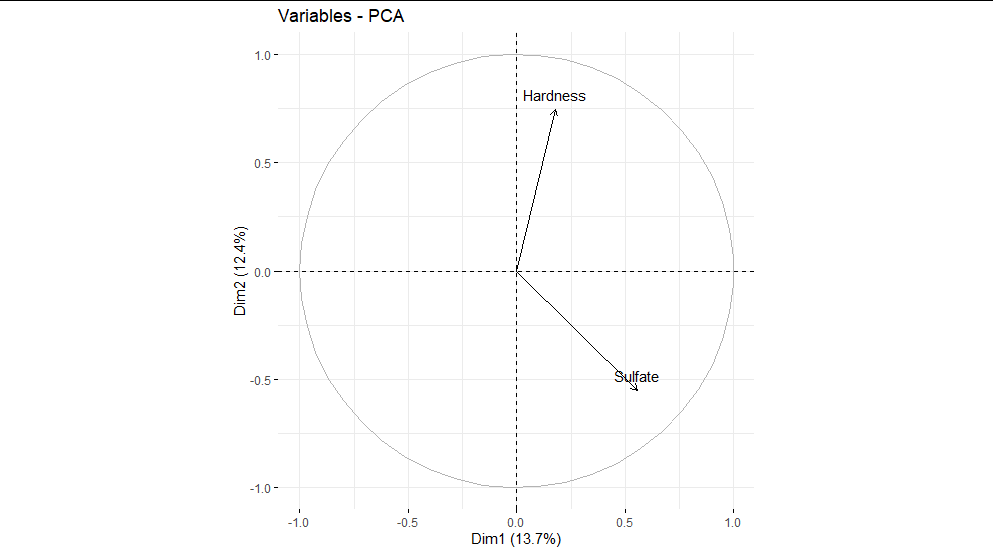 Variables - PCA
1.0
0.5
0.0
-0.5
-1.0
Dim2 (12.4%)
Hardness
Sulfate
-1.0
-0.5
0.0
0.5
1.0
Dim1 (13.7%)